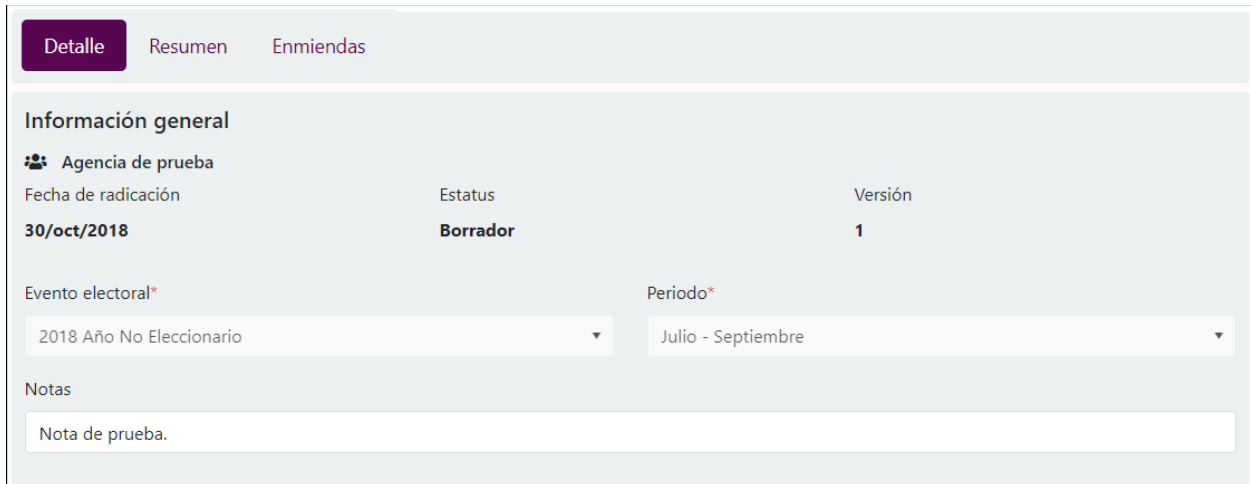 Detalle Resumen Enmiendas
Información general
Agencia de prueba
Fecha de radicación Estatus Versión
30/oct/2018 Borrador 1
Evento electoral* Periodo*
2018 Año No Eleccionario Julio - Septiembre
Notas
Nota de prueba.